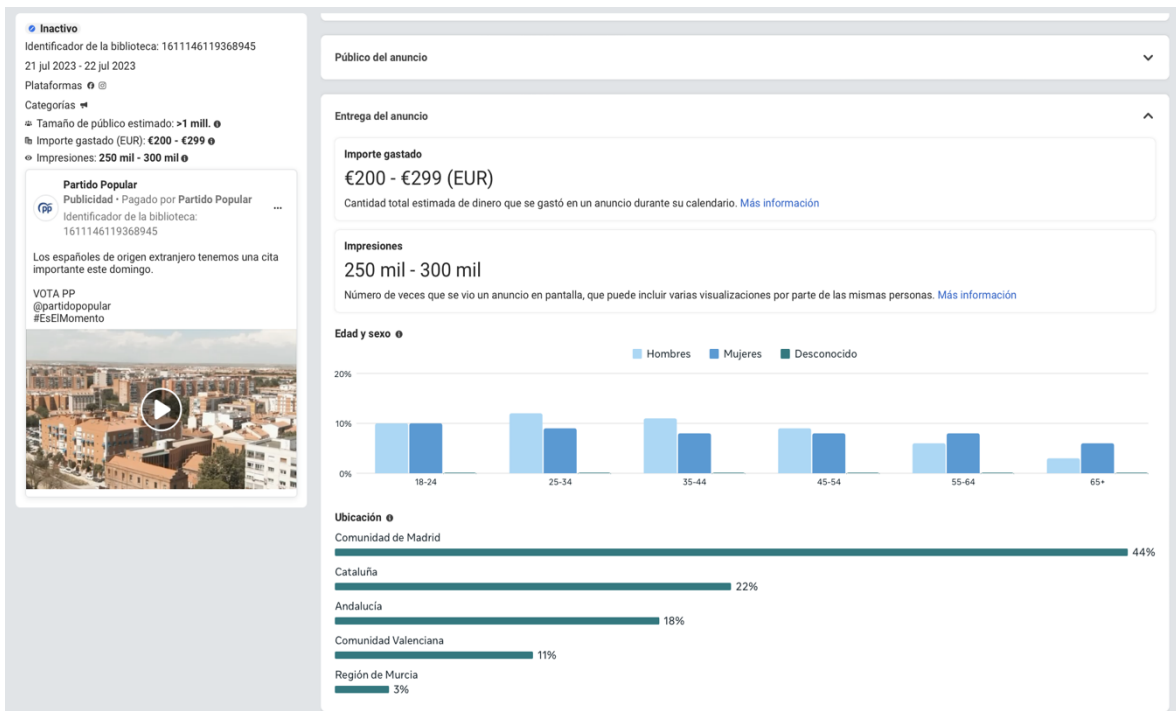 Inactivo
Identificador de la biblioteca: 1611146119368945
21 jul 2023 - 22 jul 2023
Plataformas
Categorías
Tamaño de público estimado: >1 mill.
Importe gastado (EUR): €200 - €299
Impresiones: 250 mil - 300 mil
Partido Popular
Publicidad • Pagado por Partido Popular
Identificador de la biblioteca:
1611146119368945
...
pp
Los españoles de origen extranjero tenemos una cita
importante este domingo.
VOTA PP
@partidopopular
#EsElMomento
Público del anuncio
Entrega del anuncio
Importe gastado
€200 - €299 (EUR)
Cantidad total estimada de dinero que se gastó en un anuncio durante su calendario. Más información
Impresiones
250 mil - 300 mil
Número de veces que se vio un anuncio en pantalla, que puede incluir varias visualizaciones por parte de las mismas personas. Más información
Edad y sexo
Hombres Mujeres Desconocido
20%
10%
0%
18-24 25-34 35-44 45-54 55-64 65+
Ubicación
Comunidad de Madrid
44%
Cataluña
22%
Andalucía
18%
Comunidad Valenciana
11%
Región de Murcia
3%